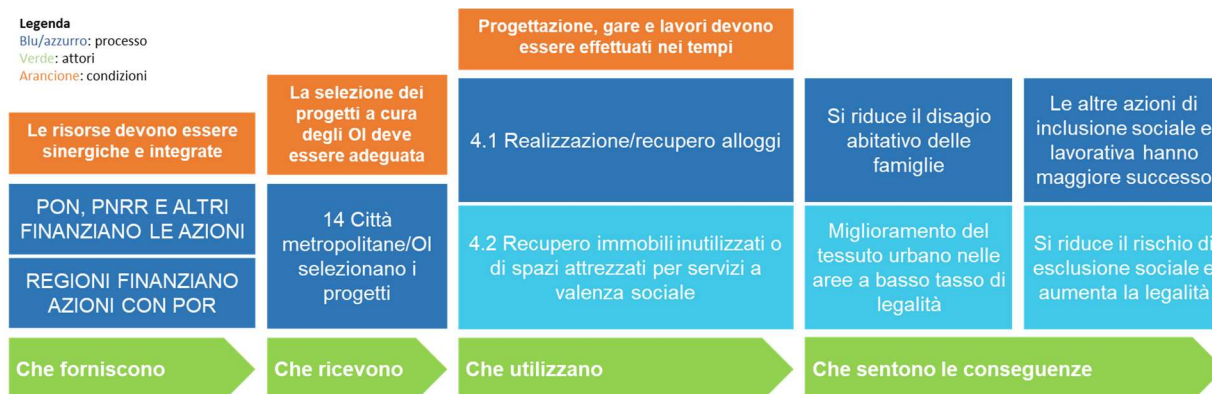 Legenda
Blu/azzurro: processo
Verde: attori
Arancione: condizioni
Le risorse devono essere
sinergiche e integrate
PON, PNRR E ALTRI
FINANZIANO LE AZIONI
REGIONI FINANZIANO
AZIONI CON POR
Che forniscono
La selezione dei
progetti a cura
degli OI deve
essere adeguata
14 Città
metropolitane/OI
selezionano i
progetti
Che ricevono
Progettazione, gare e lavori devono
essere effettuati nei tempi
4.1 Realizzazione/recupero alloggi
4.2 Recupero immobili inutilizzati o
di spazi attrezzati per servizi a
valenza sociale
Che utilizzano
Si riduce il disagio
abitativo delle
famiglie
Miglioramento del
tessuto urbano nelle
aree a basso tasso di
legalità
Le altre azioni di
inclusione sociale e
lavorativa hanno
maggiore successo
Si riduce il rischio di
esclusione sociale e
aumenta la legalità
Che sentono le conseguenze